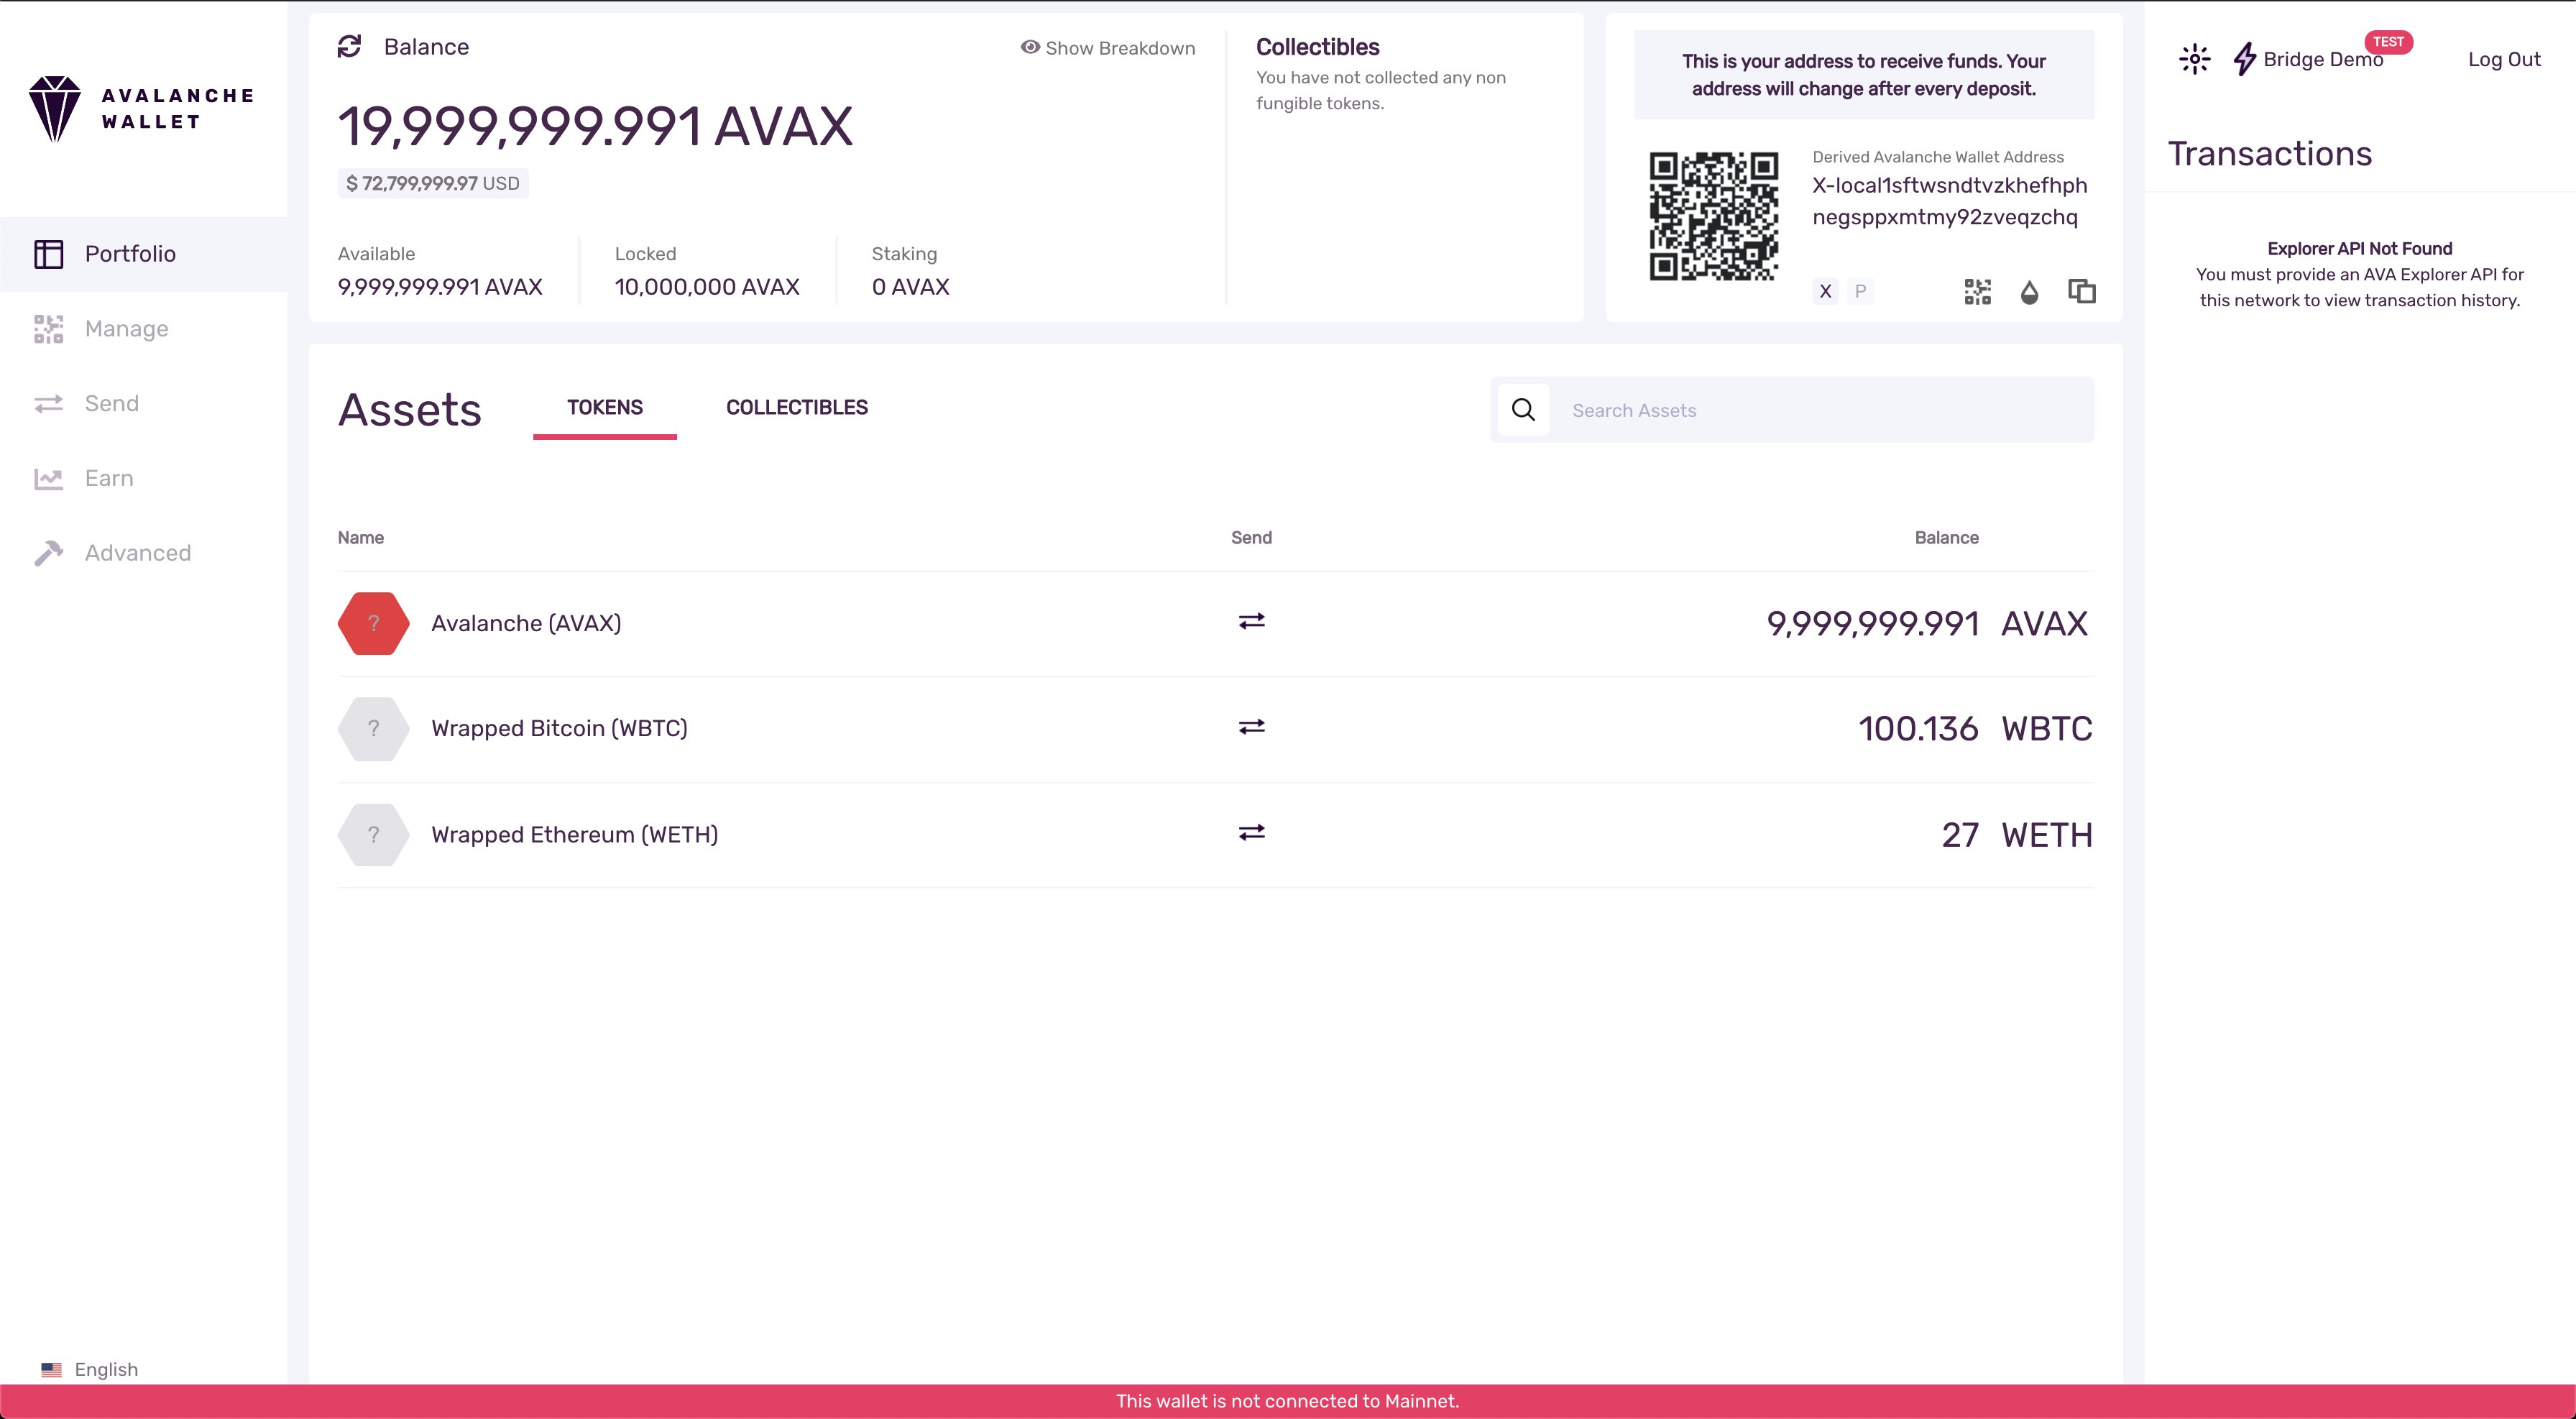 AVALANCHE
WALLET
Portfolio
Manage
Send
Earn
Advanced
English
Balance
Show Breakdown
19,999,999.991 AVAX
$ 72,799,999.97 USD
Available
9,999,999.991 AVAX
Locked
10,000,000 AVAX
Staking
0 AVAX
Collectibles
You have not collected any non
fungible tokens.
This is your address to receive funds. Your
address will change after every deposit.
Derived Avalanche Wallet Address
X-local1sftwsndtvzkhefhph
negsppxmtmy92zveqzchq
X P
Assets
TOKENS
COLLECTIBLES
Search Assets
Name Send Balance
? Avalanche (AVAX) 9,999,999.991 AVAX
? Wrapped Bitcoin (WBTC) 100.136 WBTC
? Wrapped Ethereum (WETH) 27 WETH
Bridge Demo
TEST
Log Out
Transactions
Explorer API Not Found
You must provide an AVA Explorer API for
this network to view transaction history.
This wallet is not connected to Mainnet.